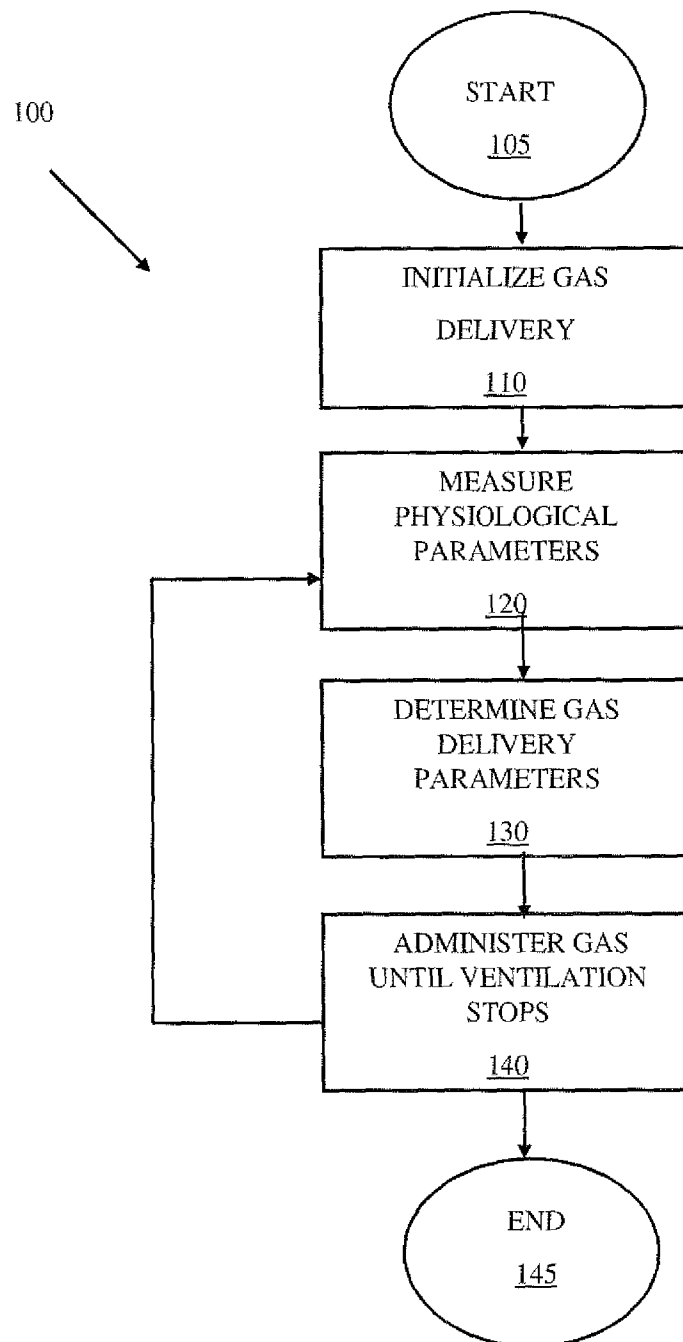 100
START
105
INITIALIZE GAS
DELIVERY
110
MEASURE
PHYSIOLOGICAL
PARAMETERS
120
DETERMINE GAS
DELIVERY
PARAMETERS
130
ADMINISTER GAS
UNTIL VENTILATION
STOPS
140
END
145